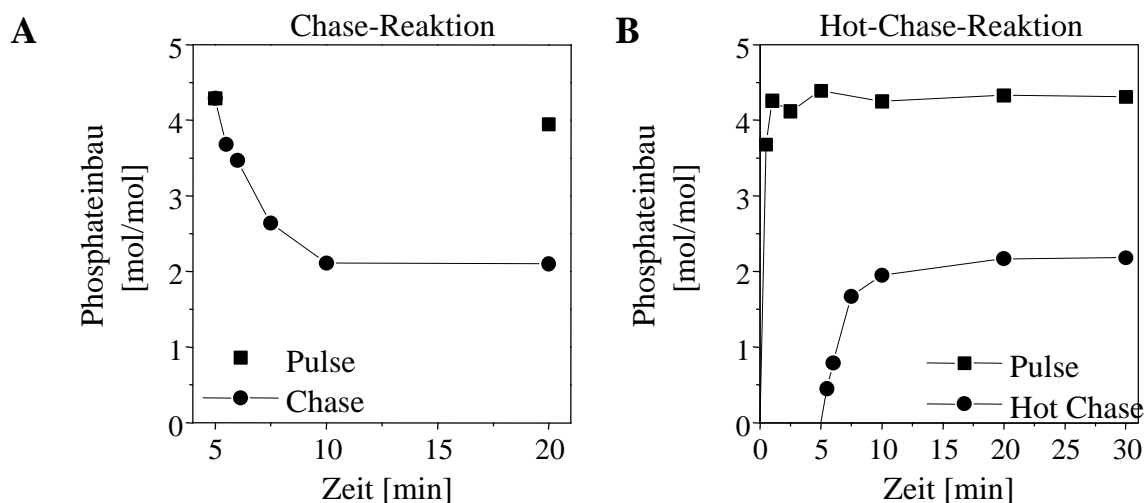 A
Chase-Reaktion
Phosphateinbau
[mol/mol]
5
4
3
2
1
0
Pulse
Chase
5 10 15 20
Zeit [min]
B
Hot-Chase-Reaktion
Phosphateinbau
[mol/mol]
5
4
3
2
1
0
Pulse
Hot Chase
0 5 10 15 20 25 30
Zeit [min]